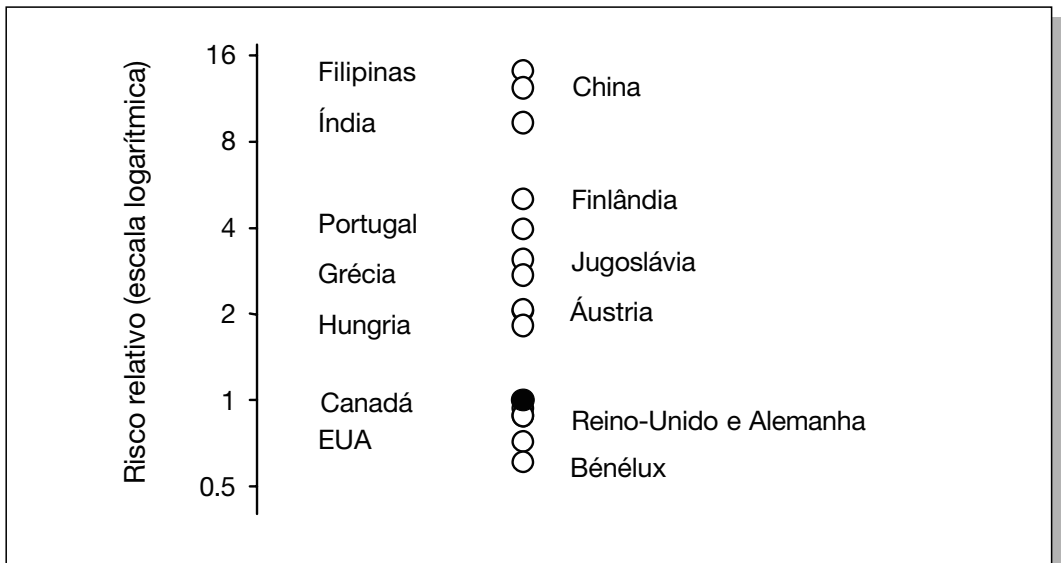 Risco relativo (escala logarítmica)
16
8
4
2
1
0.5
Filipinas
China
Índia
Finlândia
Portugal
Jugoslávia
Grécia
Áustria
Hungria
Canadá
Reino-Unido e Alemanha
EUA
Bénélux